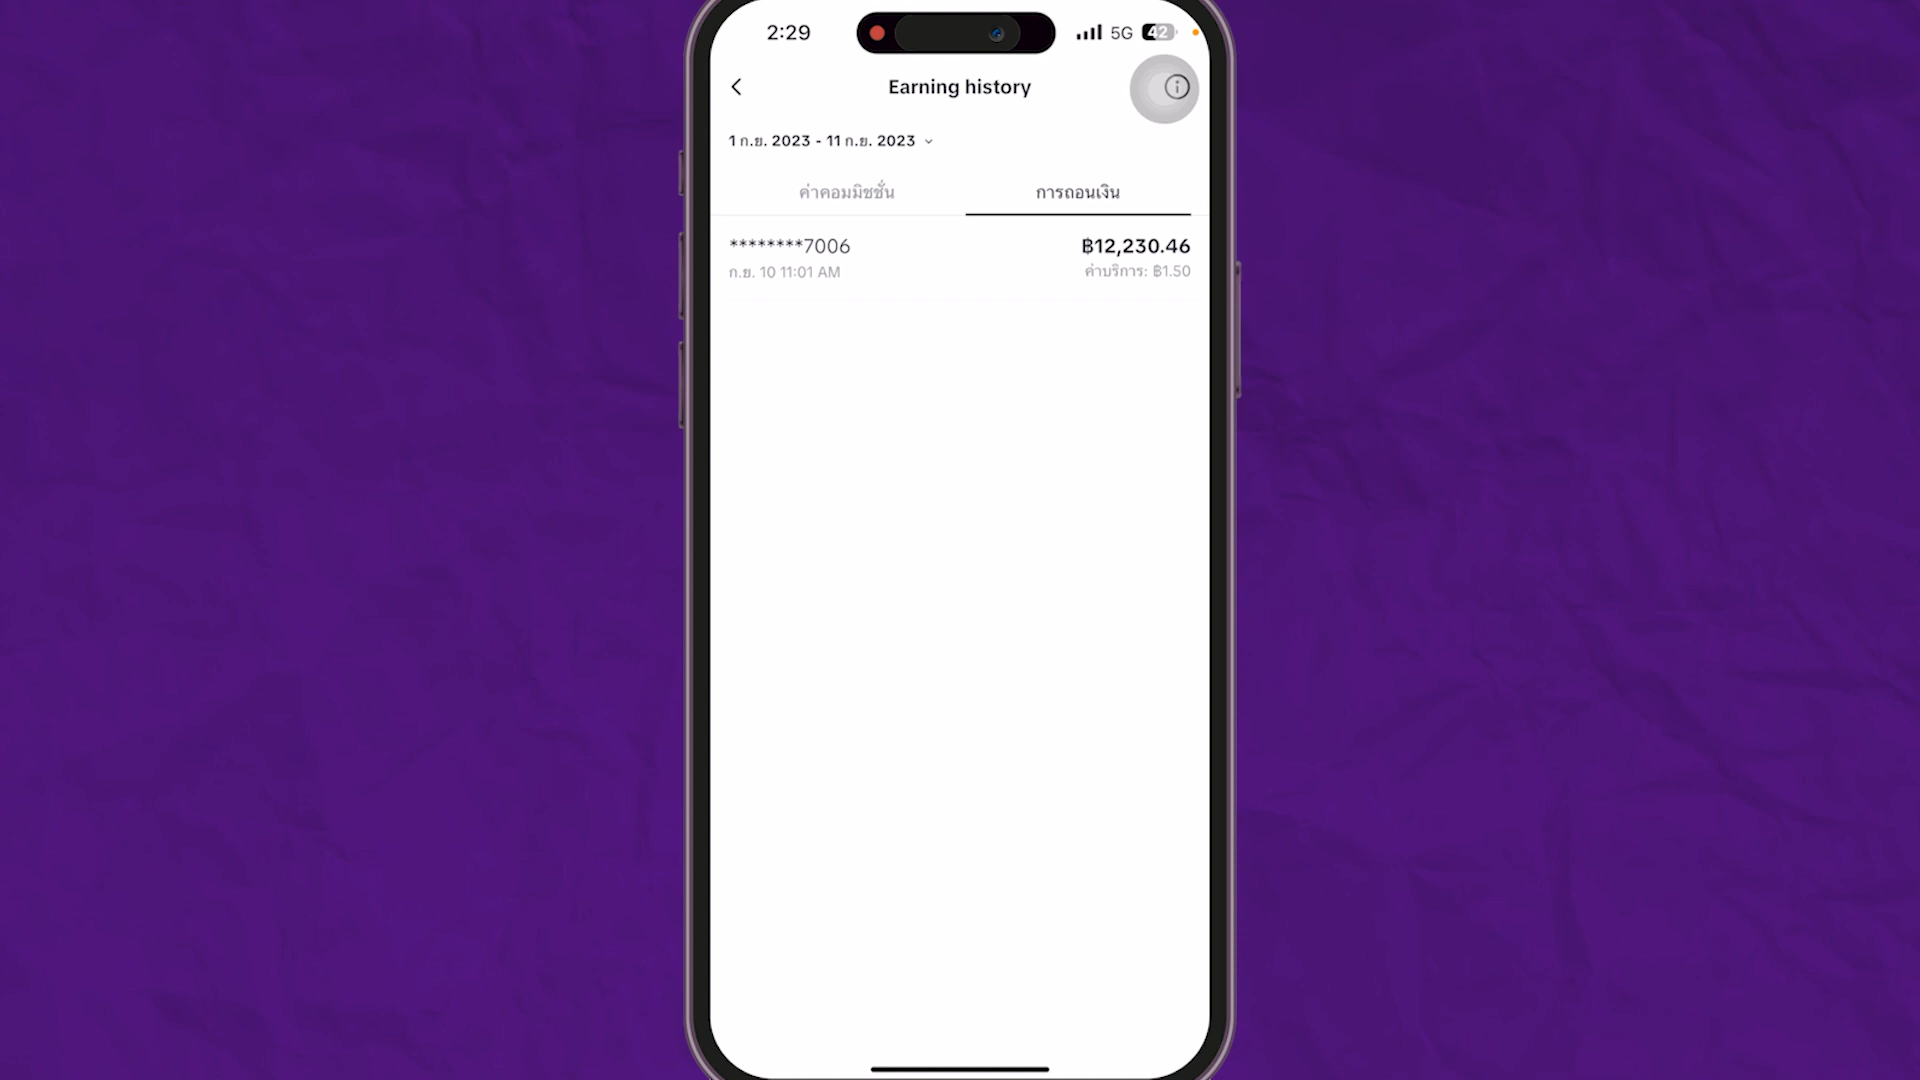 2:29
5G 42
Earning history
1 ก.ย. 2023 - 11 ก.ย. 2023
ค่าคอมมิชชั่น การถอนเงิน
********7006 ฿12,230.46
ก.ย. 10 11:01 AM ค่าบริการ: ฿1.50